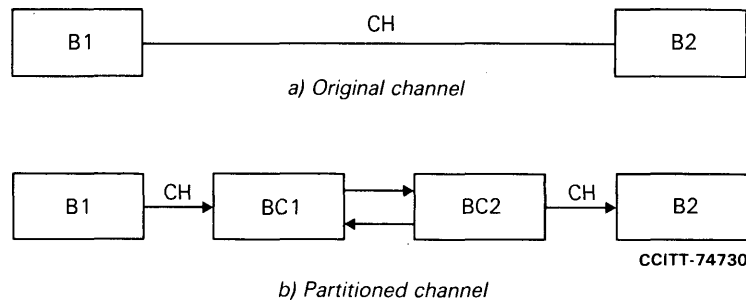 B1 CH B2
a) Original channel
B1 CH BC1 BC2 CH B2
CCITT-74730
b) Partitioned channel